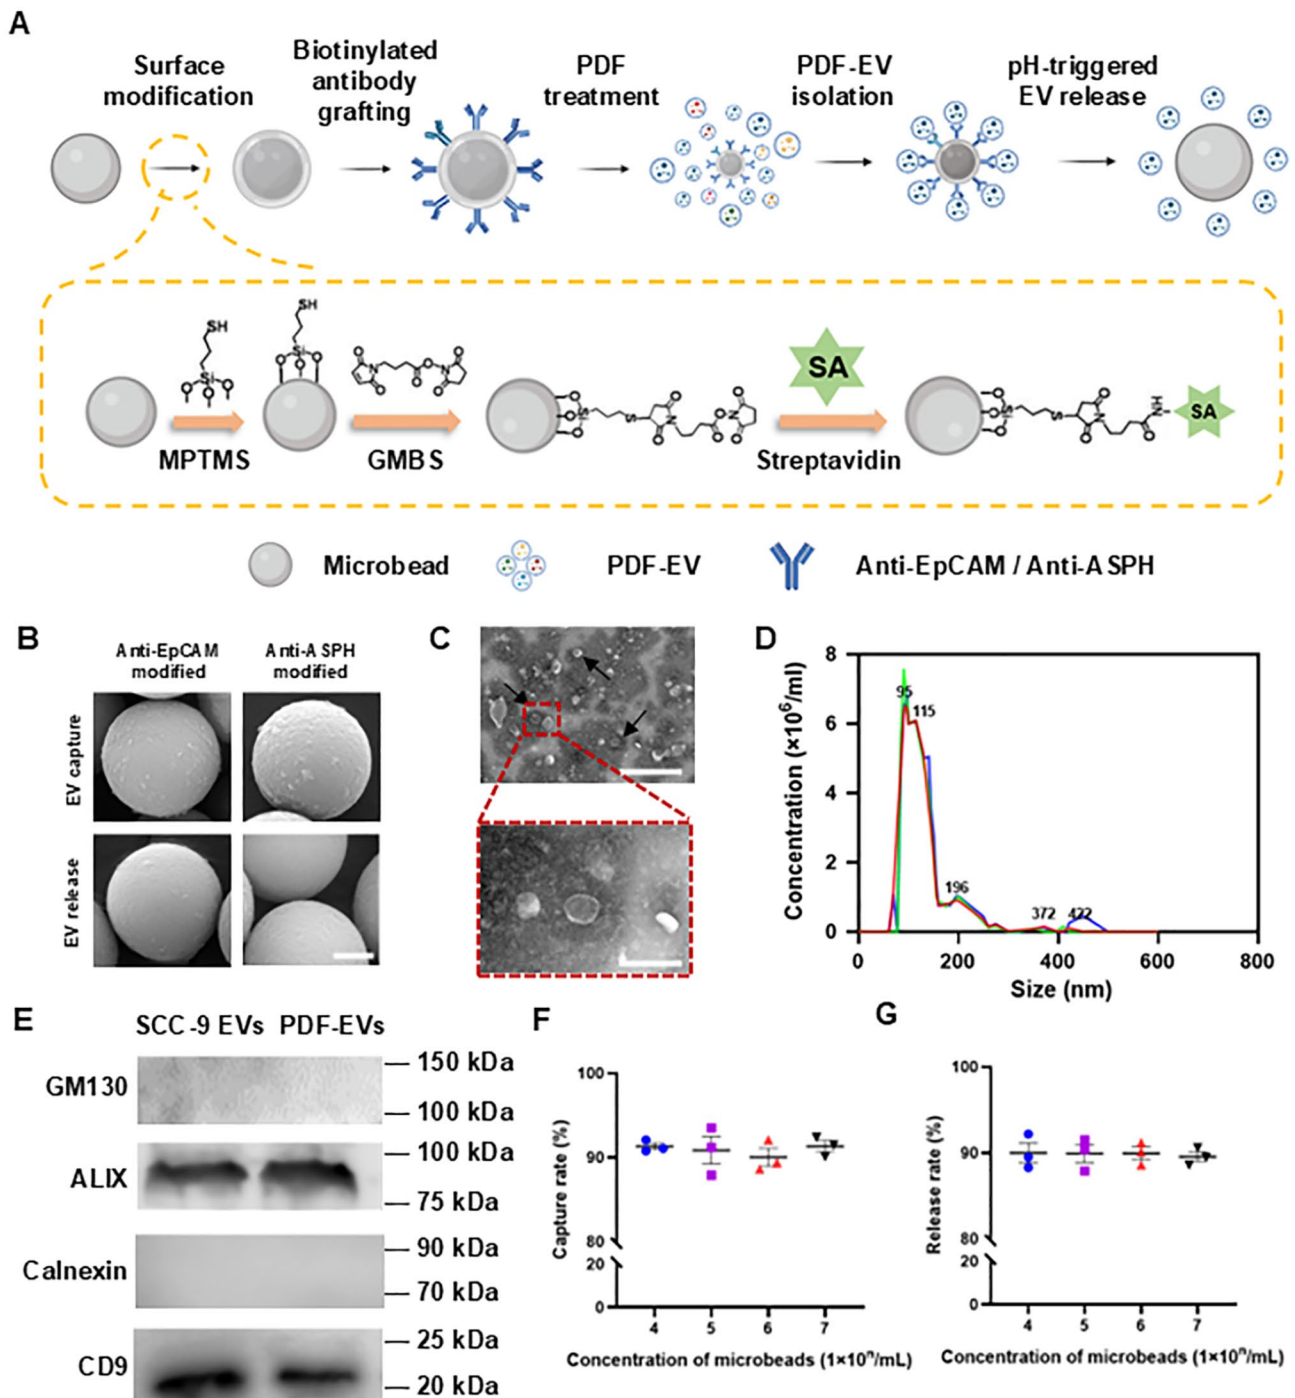 A
Surface
modification
Biotinylated
antibody
grafting
PDF
treatment
PDF-EV
isolation
pH-triggered
EV release
SH
Si
O O O
SH
Si
O O O
O
N
O
O
O
N
O
O
O
O
O
Si
S
O
N
O
O
O
O
N
O
SA
O
O
O
Si
S
O
N
O
O
NH
SA
MPTMS
GMBS
Streptavidin
Microbead
PDF-EV
Anti-EpCAM / Anti-ASPH
B
Anti-EpCAM
modified
Anti-ASPH
modified
EV capture
EV release
C
D
Concentration (×10⁶/ml)
8
6
4
2
0
95
115
196
372
422
0
200
400
600
800
Size (nm)
E
SCC-9 EVs
PDF-EVs
GM130
150 kDa
100 kDa
ALIX
100 kDa
75 kDa
Calnexin
90 kDa
70 kDa
CD9
25 kDa
20 kDa
F
Capture rate (%)
100
90
80
20
0
4
5
6
7
Concentration of microbeads (1×10ⁿ/mL)
G
Release rate (%)
100
90
80
20
0
4
5
6
7
Concentration of microbeads (1×10ⁿ/mL)